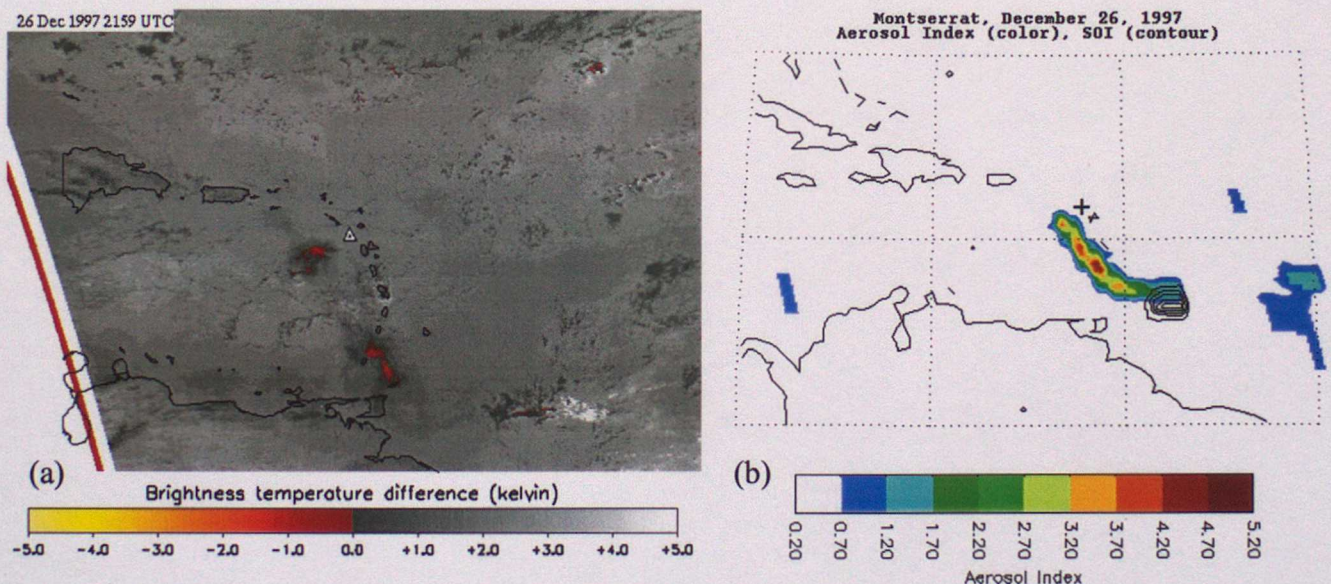 26 Dec 1997 2159 UTC
(a)
Brightness temperature difference (kelvin)
-5.0 -4.0 -3.0 -2.0 -1.0 0.0 +1.0 +2.0 +3.0 +4.0 +5.0
Montserrat, December 26, 1997
Aerosol Index (color), SOI (contour)
(b)
0.20 0.70 1.20 1.70 2.20 2.70 3.20 3.70 4.20 4.70 5.20
Aerosol Index